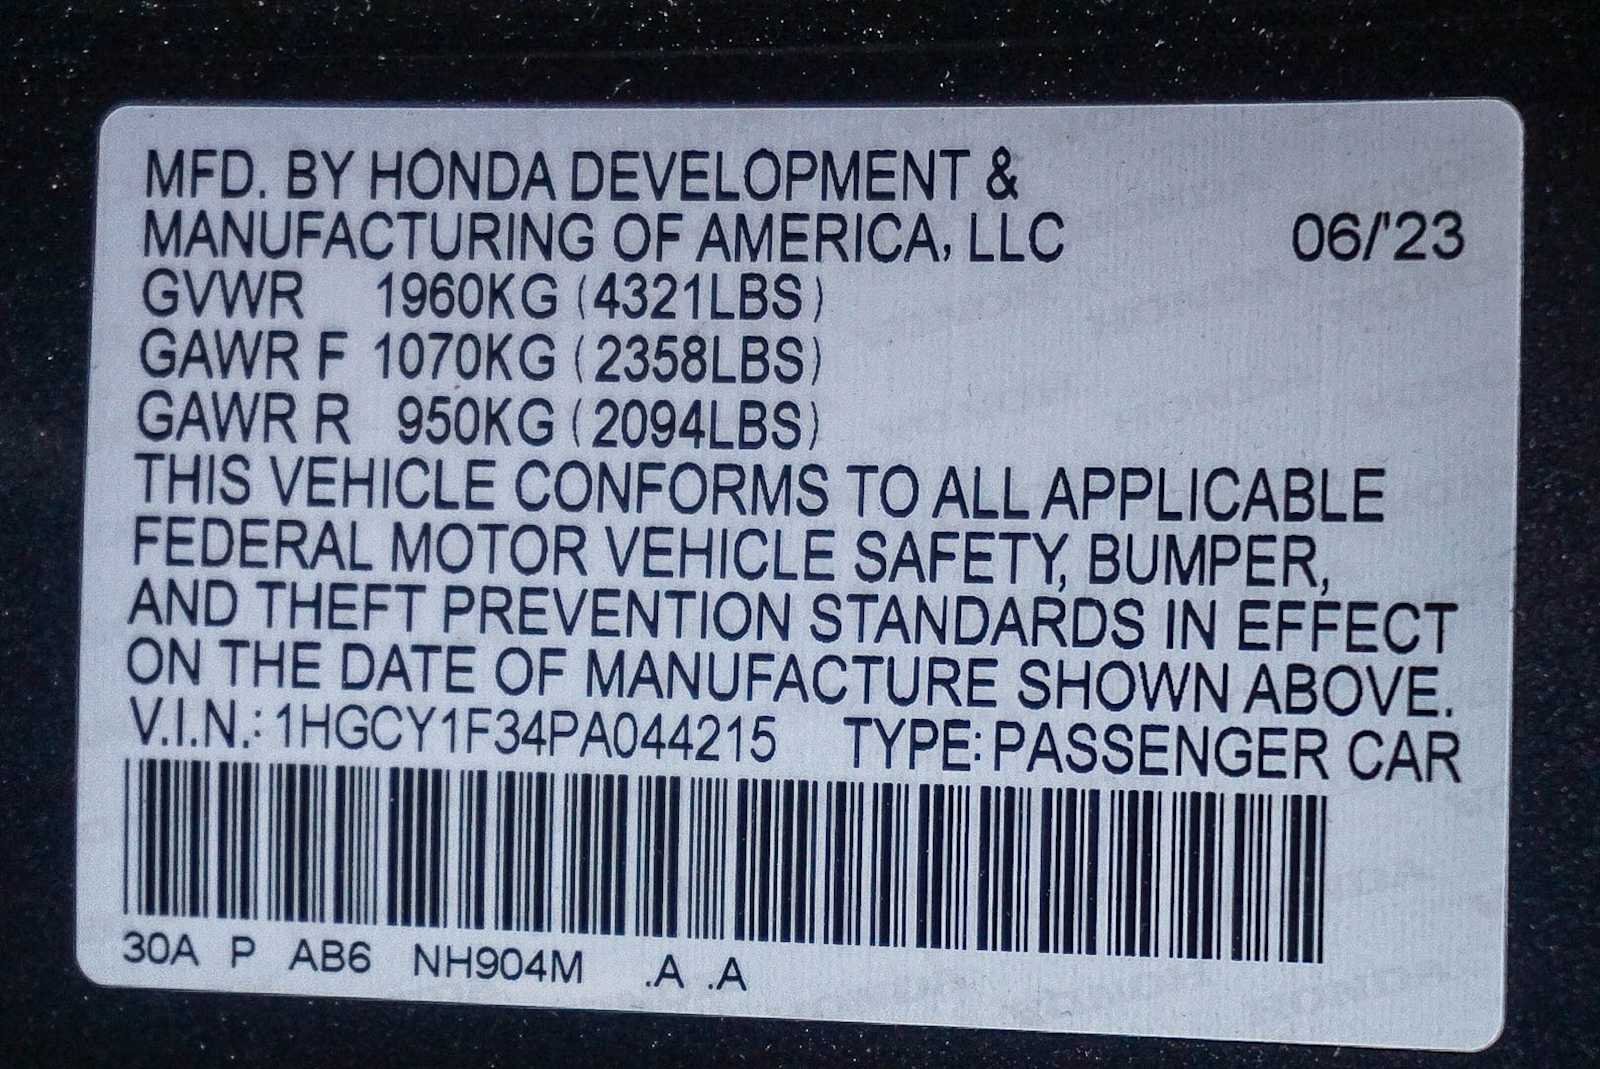 MFD. BY HONDA DEVELOPMENT &
MANUFACTURING OF AMERICA, LLC 06/'23
GVWR 1960KG (4321LBS)
GAWR F 1070KG (2358LBS)
GAWR R 950KG (2094LBS)
THIS VEHICLE CONFORMS TO ALL APPLICABLE
FEDERAL MOTOR VEHICLE SAFETY, BUMPER,
AND THEFT PREVENTION STANDARDS IN EFFECT
ON THE DATE OF MANUFACTURE SHOWN ABOVE.
V.I.N.: 1HGCY1F34PA044215 TYPE: PASSENGER CAR
30A P AB6 NH904M .A .A